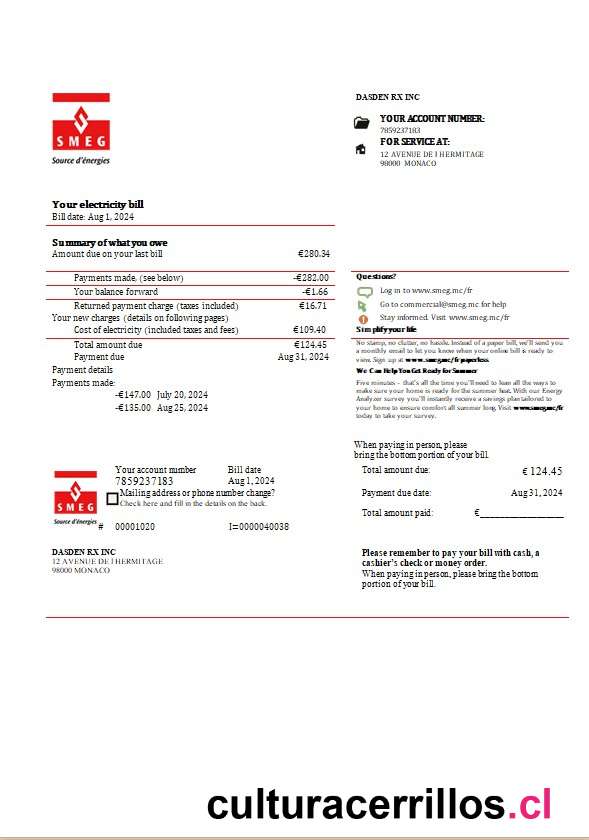 SMEG
Source d'énergies
DASDEN RX INC
YOUR ACCOUNT NUMBER:
7859237183
FOR SERVICE AT:
12 AVENUE DE l HERMITAGE
98000 MONACO
Your electricity bill
Bill date: Aug 1, 2024
Summary of what you owe
Amount due on your last bill €280.34
Payments made, (see below) -€282.00
Your balance forward -€1.66
Returned payment charge (taxes included) €16.71
Your new charges (details on following pages)
Cost of electricity (included taxes and fees) €109.40
Total amount due €124.45
Payment due Aug 31, 2024
Payment details
Payments made:
-€147.00 July 20, 2024
-€135.00 Aug 25, 2024
Questions?
Log in to www.smeg.mc/fr
Go to commercial@smeg.mc for help
Stay informed. Visit www.smeg.mc/fr
Simplify your life
No stamp, no clutter, no hassle. Instead of a paper bill, we'll send you
a monthly email to let you know when your online bill is ready to
view. Sign up at www.smeg.mc/fr/paperless.
We Can Help You Get Ready for Summer
Five minutes – that's all the time you'll need to lean all the ways to
make sure your home is ready for the summer heat. With our Energy
Analyzer survey you'll instantly receive a savings plan tailored to
your home to ensure comfort all summer long. Visit www.smeg.mc/fr
today to take your survey.
When paying in person, please
bring the bottom portion of your bill.
Total amount due: € 124.45
Payment due date: Aug 31, 2024
Total amount paid: €_________________
Please remember to pay your bill with cash, a
cashier's check or money order.
When paying in person, please bring the bottom
portion of your bill.
SMEG
Source d'énergies
Your account number Bill date
7859237183 Aug 1, 2024
Mailing address or phone number change?
Check here and fill in the details on the back.
# 00001020 I=0000040038
DASDEN RX INC
12 AVENUE DE l HERMITAGE
98000 MONACO
culturacerrillos.cl